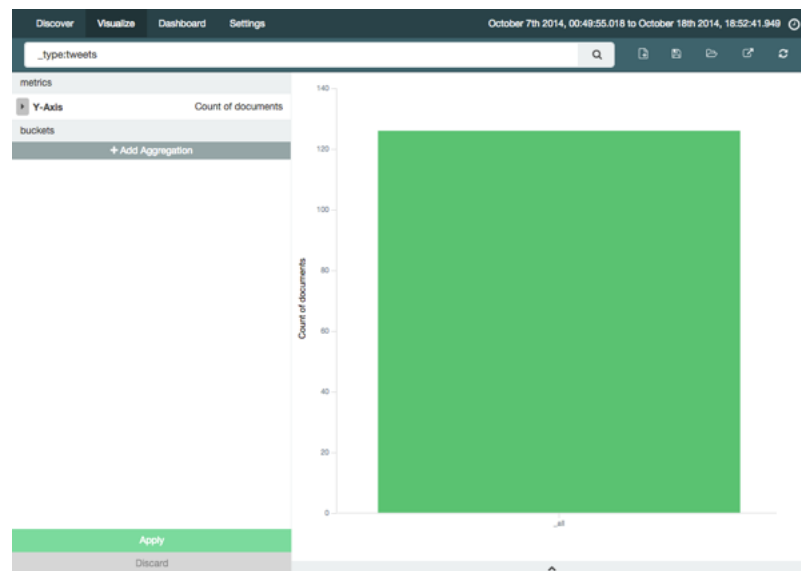 Discover Visualize Dashboard Settings October 7th 2014, 00:49:55.018 to October 18th 2014, 18:52:41.949
_type:tweets
metrics
Y-Axis Count of documents
buckets
+ Add Aggregation
140
120
100
80
60
40
20
0
Count of documents
_all
Apply
Discard